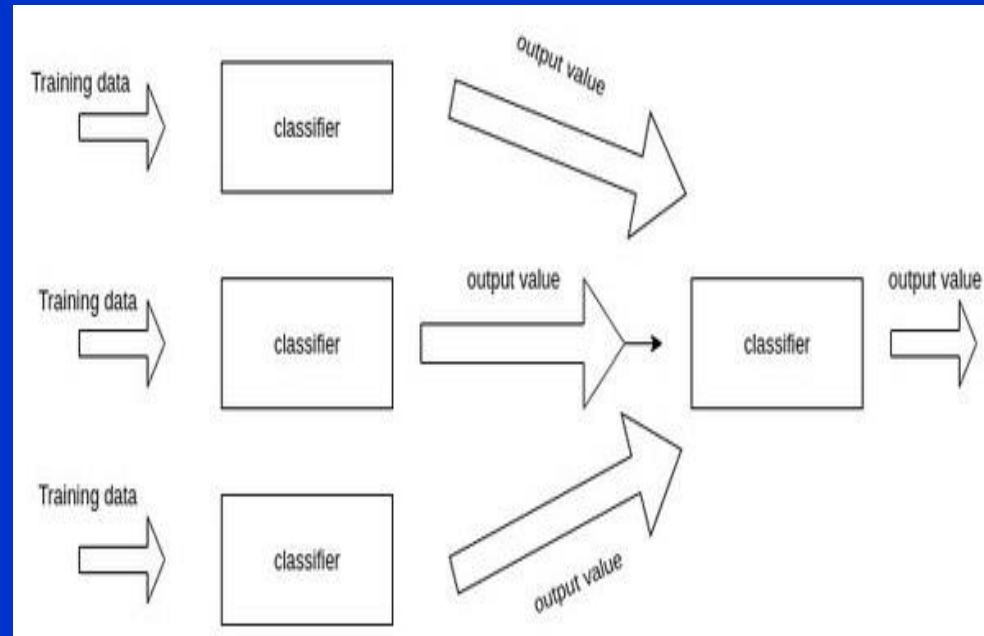 Training data
classifier
output value
Training data
classifier
output value
classifier
output value
Training data
classifier
output value